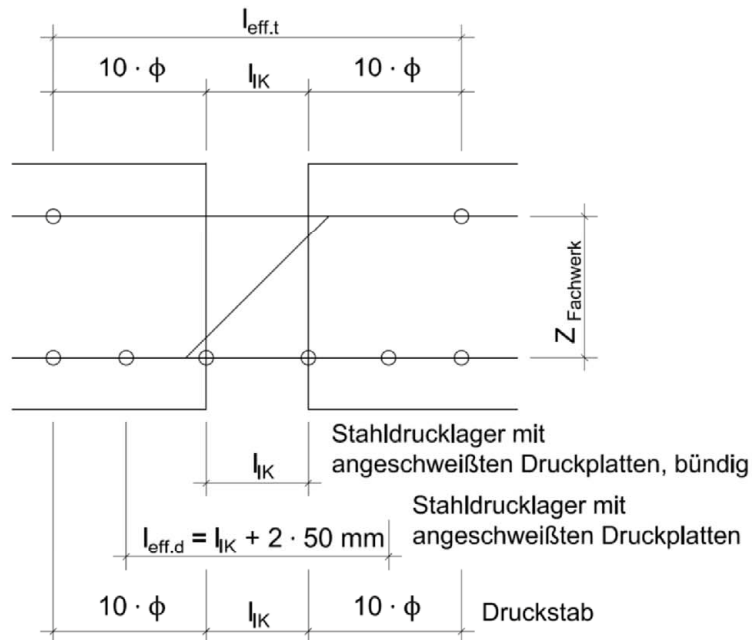 l_eff.t
10 · ϕ l_IK 10 · ϕ
Z_Fachwerk
Stahldrucklager mit
angeschweißten Druckplatten, bündig
l_IK
Stahldrucklager mit
angeschweißten Druckplatten
l_eff.d = l_IK + 2 · 50 mm
10 · ϕ l_IK 10 · ϕ Druckstab